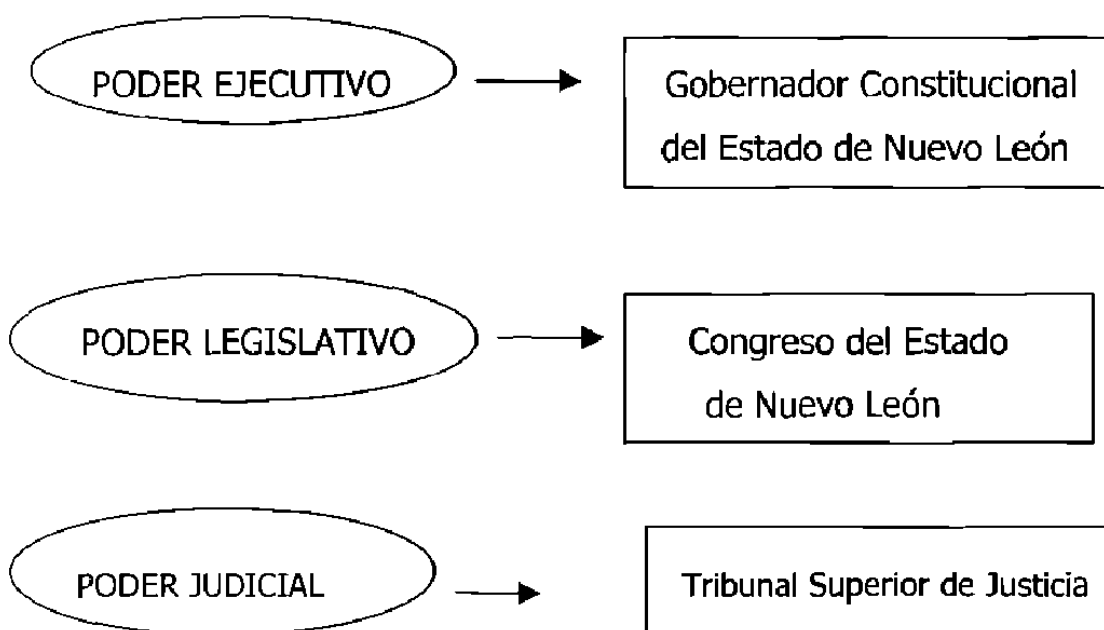 PODER EJECUTIVO
Gobernador Constitucional
del Estado de Nuevo León
PODER LEGISLATIVO
Congreso del Estado
de Nuevo León
PODER JUDICIAL
Tribunal Superior de Justicia